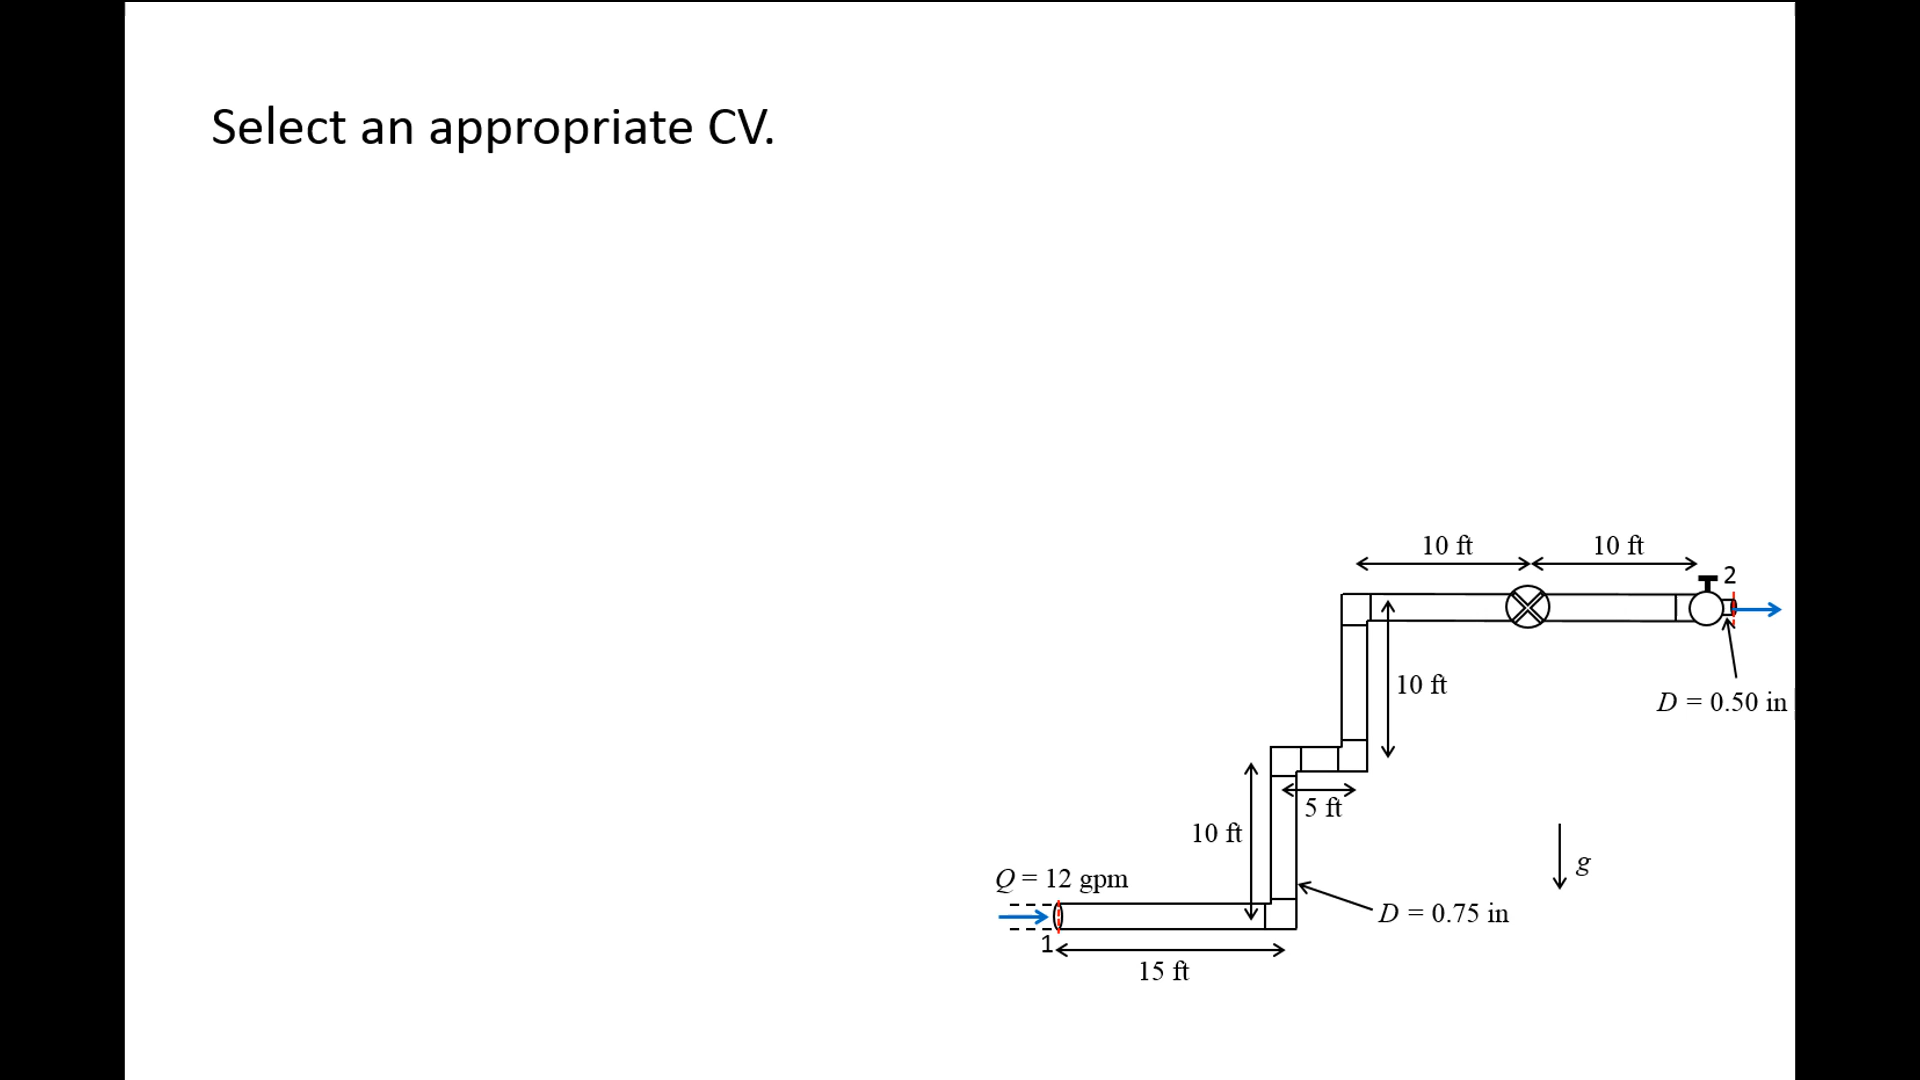 Select an appropriate CV.
10 ft
10 ft
2
10 ft
D = 0.50 in
5 ft
10 ft
g
Q = 12 gpm
D = 0.75 in
1
15 ft